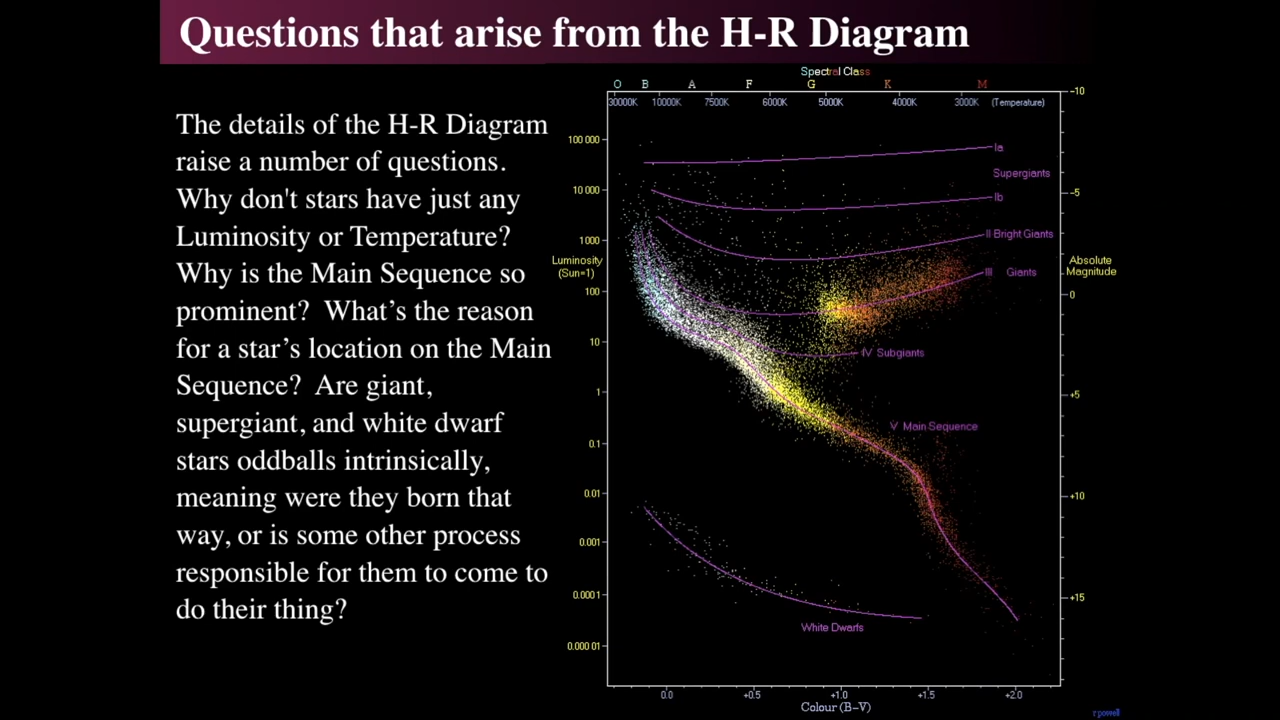 Questions that arise from the H-R Diagram
The details of the H-R Diagram
raise a number of questions.
Why don't stars have just any
Luminosity or Temperature?
Why is the Main Sequence so
prominent?  What’s the reason
for a star’s location on the Main
Sequence?  Are giant,
supergiant, and white dwarf
stars oddballs intrinsically,
meaning were they born that
way, or is some other process
responsible for them to come to
do their thing?
Spectral Class
O B A F G K M
30000K 10000K 7500K 6000K 5000K 4000K 3000K (Temperature)
-10
100 000
Ia
Supergiants
10 000
-5
Ib
1 000
II Bright Giants
Luminosity
(Sun=1)
Absolute
Magnitude
III Giants
100
0
10
IV Subgiants
1
+5
V Main Sequence
0.1
0.01
+10
0.001
0.0001
+15
White Dwarfs
0.000 01
0.0 +0.5 +1.0 +1.5 +2.0
Colour (B-V)
r powell